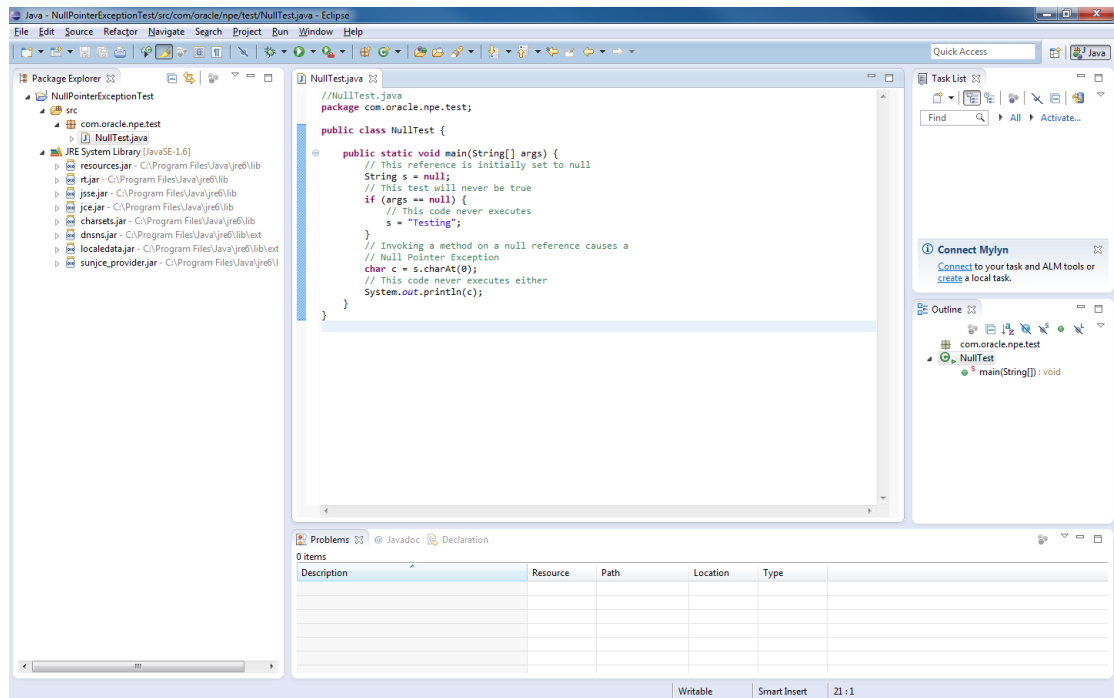 Java - NullPointerExceptionTest/src/com/oracle/npe/test/NullTest.java - Eclipse
File Edit Source Refactor Navigate Search Project Run Window Help
Quick Access
Java
Package Explorer
NullPointerExceptionTest
src
com.oracle.npe.test
NullTest.java
JRE System Library [JavaSE-1.6]
resources.jar - C:\Program Files\Java\jre6\lib
rt.jar - C:\Program Files\Java\jre6\lib
jsse.jar - C:\Program Files\Java\jre6\lib
jce.jar - C:\Program Files\Java\jre6\lib
charsets.jar - C:\Program Files\Java\jre6\lib
dnsns.jar - C:\Program Files\Java\jre6\lib\ext
localedata.jar - C:\Program Files\Java\jre6\lib\ext
sunjce_provider.jar - C:\Program Files\Java\jre6\l
NullTest.java
//NullTest.java
package com.oracle.npe.test;
public class NullTest {
public static void main(String[] args) {
// This reference is initially set to null
String s = null;
// This test will never be true
if (args == null) {
// This code never executes
s = "Testing";
}
// Invoking a method on a null reference causes a
// Null Pointer Exception
char c = s.charAt(0);
// This code never executes either
System.out.println(c);
}
}
Task List
Find All Activate...
Connect Mylyn
Connect to your task and ALM tools or
create a local task.
Outline
com.oracle.npe.test
NullTest
main(String[]) : void
Problems @ Javadoc Declaration
0 items
Description Resource Path Location Type
Writable Smart Insert 21 : 1